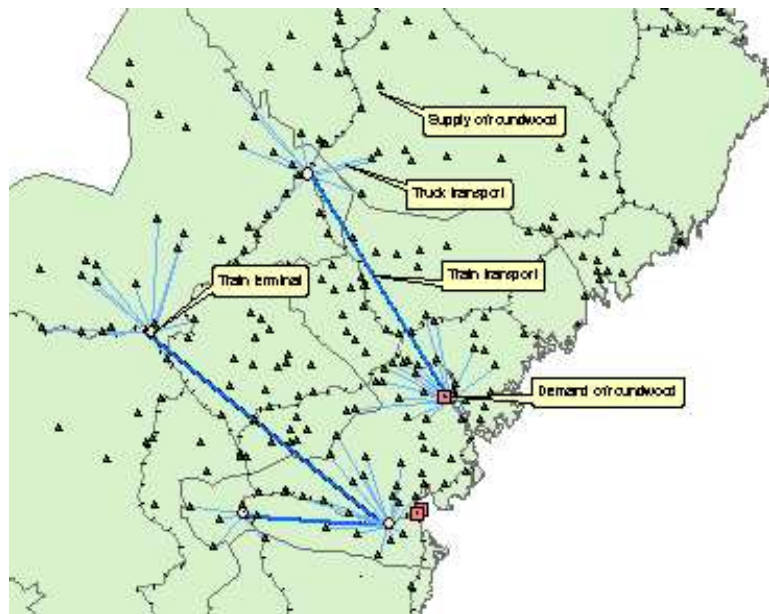 Supply of roundwood
Truck transport
Train terminal
Train transport
Demand of roundwood